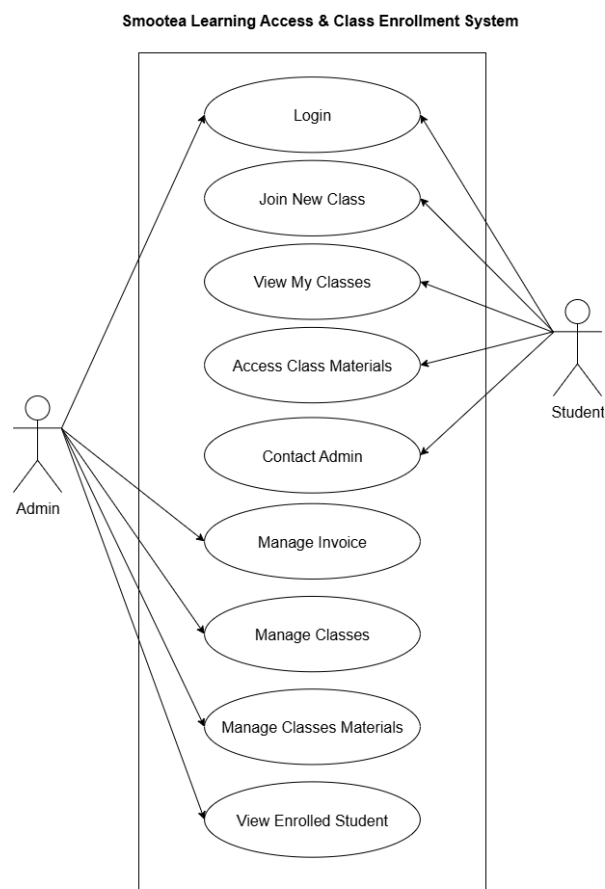 Smootea Learning Access & Class Enrollment System
Login
Join New Class
View My Classes
Access Class Materials
Student
Contact Admin
Admin
Manage Invoice
Manage Classes
Manage Classes Materials
View Enrolled Student